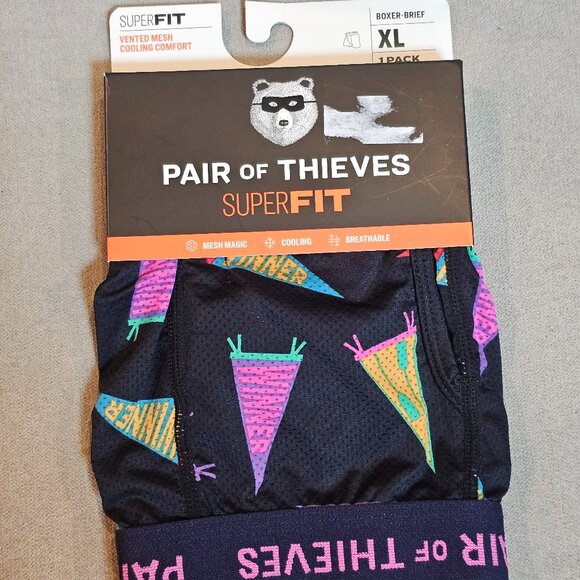 SUPERFIT
VENTED MESH
COOLING COMFORT
BOXER-BRIEF
XL
1 PACK
PAIR OF THIEVES
SUPERFIT
MESH MAGIC
COOLING
BREATHABLE
WINNER
PAIR OF THIEVES